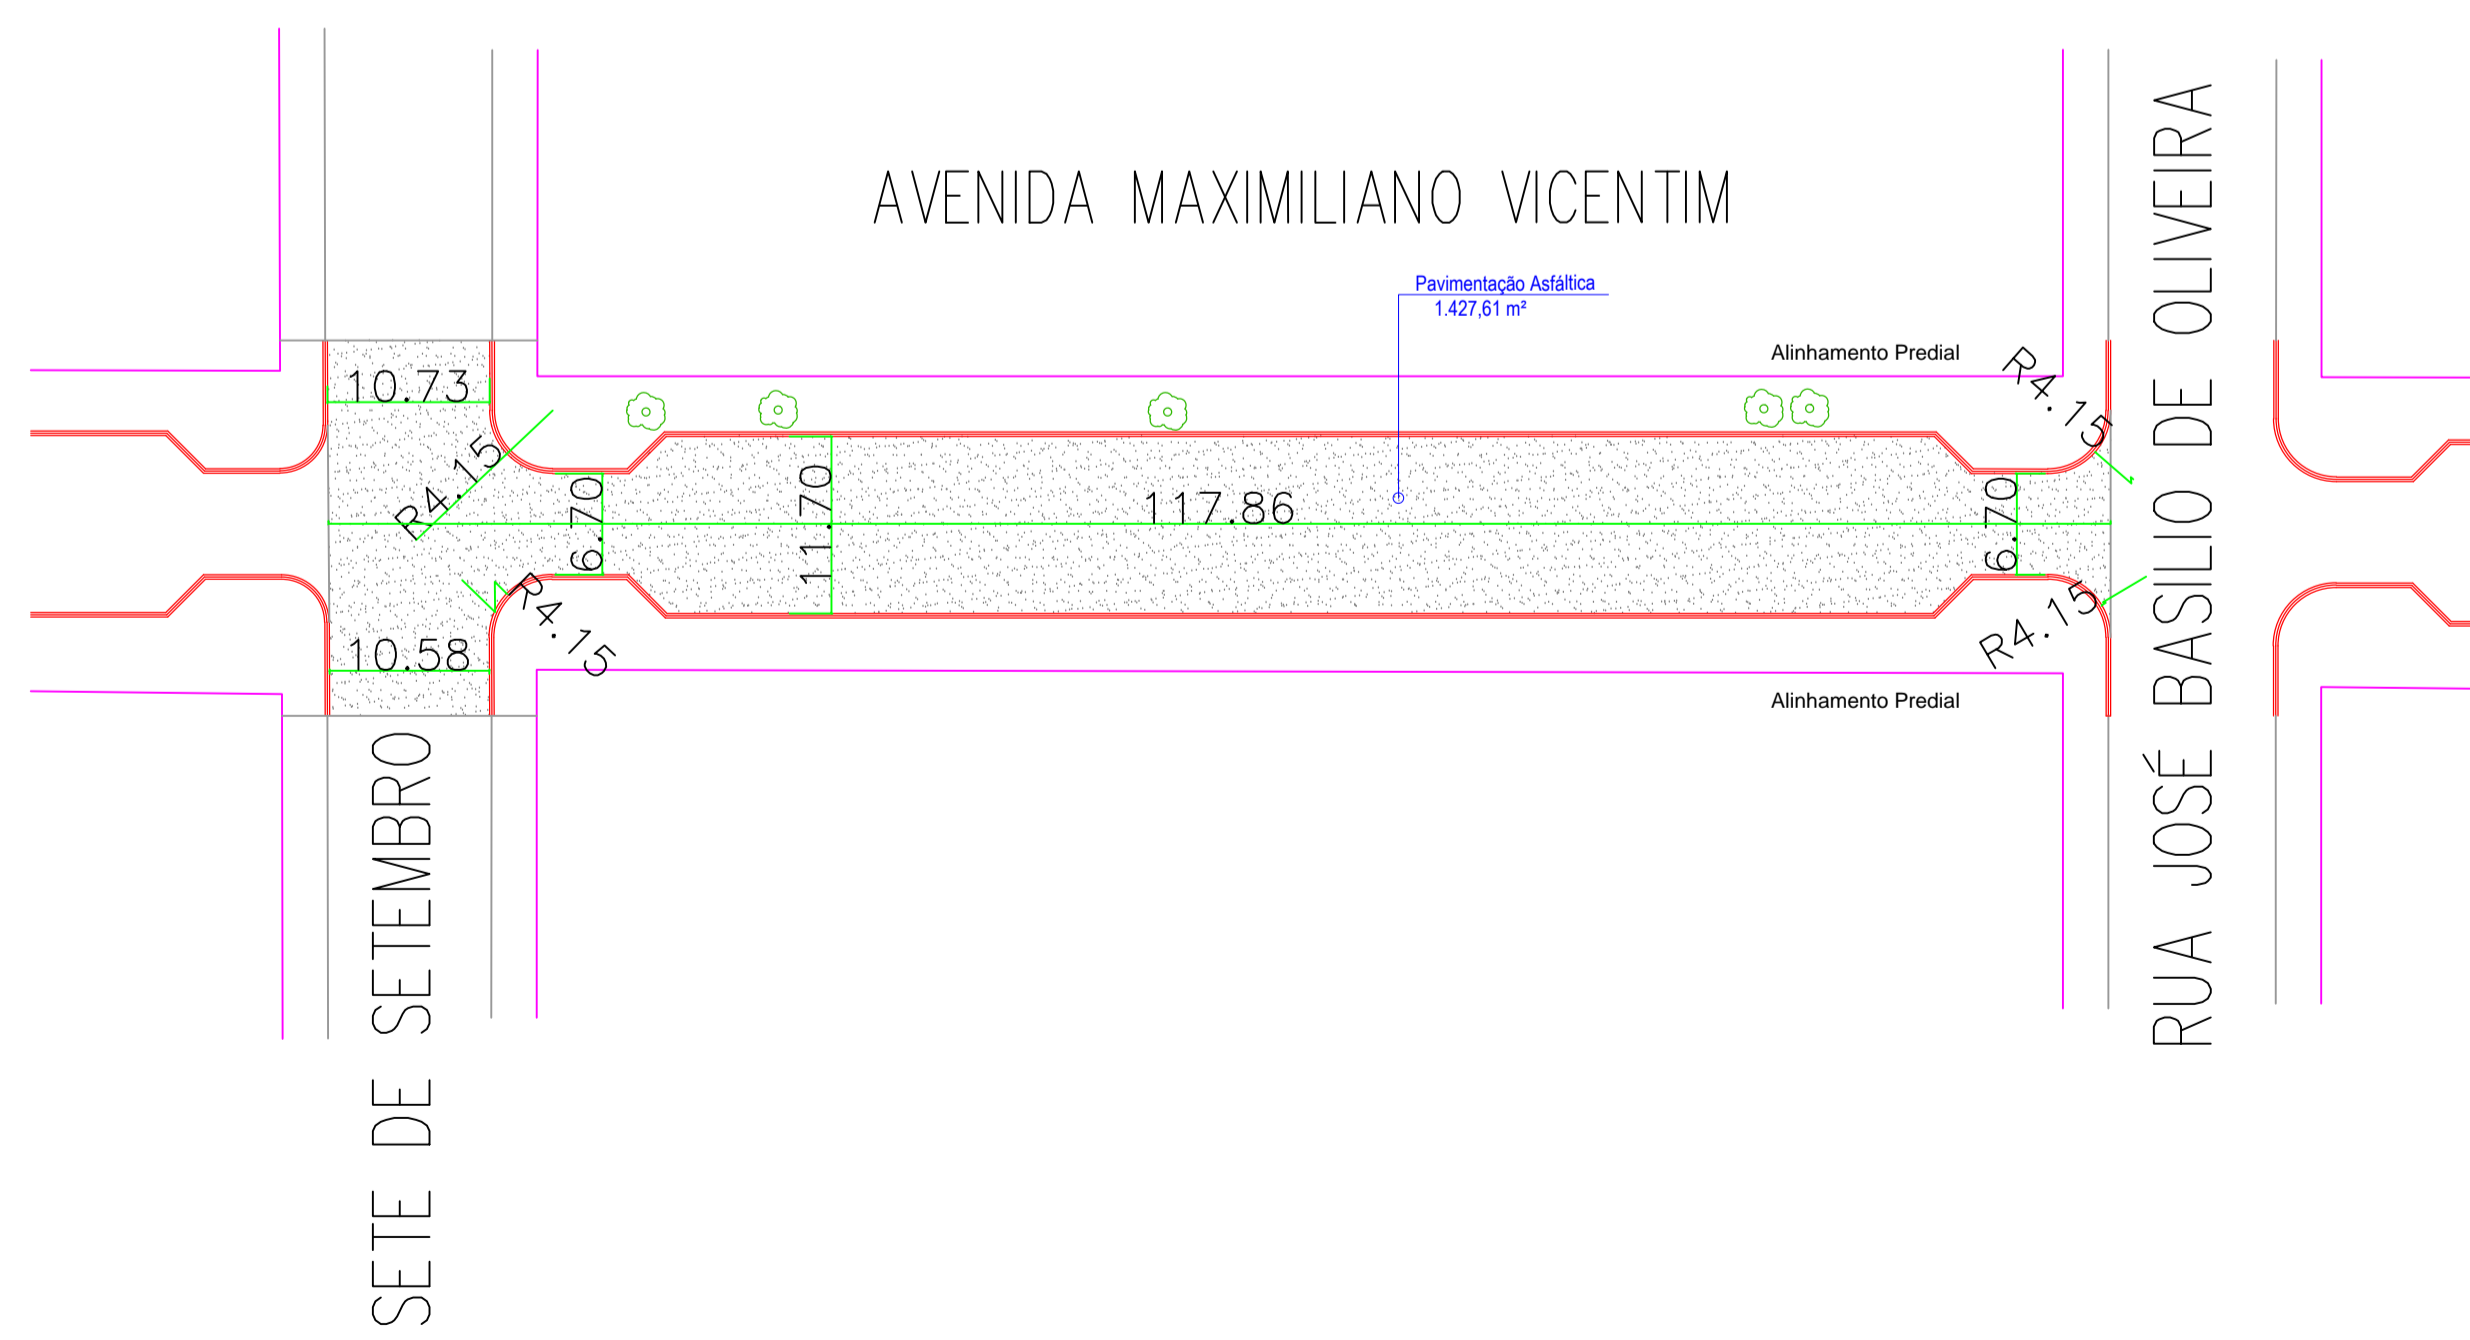 AVENIDA MAXIMILIANO VICENTIM
Pavimentação Asfáltica
1.427,61 m²
Alinhamento Predial
R4.15
10.73
R4.15
6.70
11.70
117.86
6.70
R4.15
10.58
R4.15
Alinhamento Predial
SETE DE SETEMBRO
RUA JOSÉ BASILIO DE OLIVEIRA